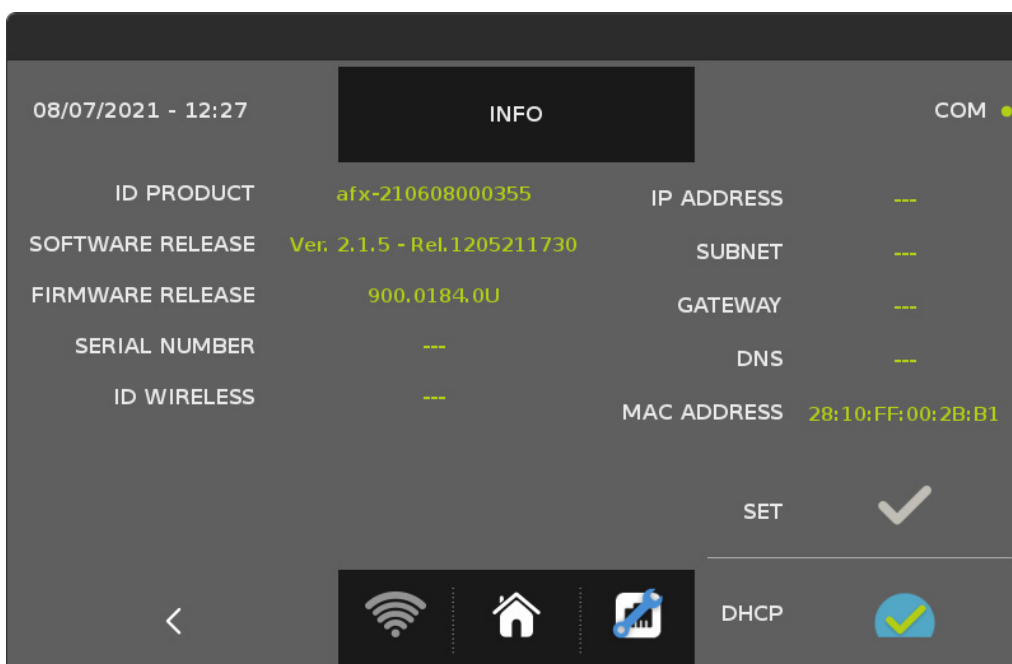 08/07/2021 - 12:27
INFO
COM
ID PRODUCT afx-210608000355
SOFTWARE RELEASE Ver. 2.1.5 - Rel.1205211730
FIRMWARE RELEASE 900.0184.0U
SERIAL NUMBER ---
ID WIRELESS ---
IP ADDRESS ---
SUBNET ---
GATEWAY ---
DNS ---
MAC ADDRESS 28:10:FF:00:2B:B1
SET
DHCP